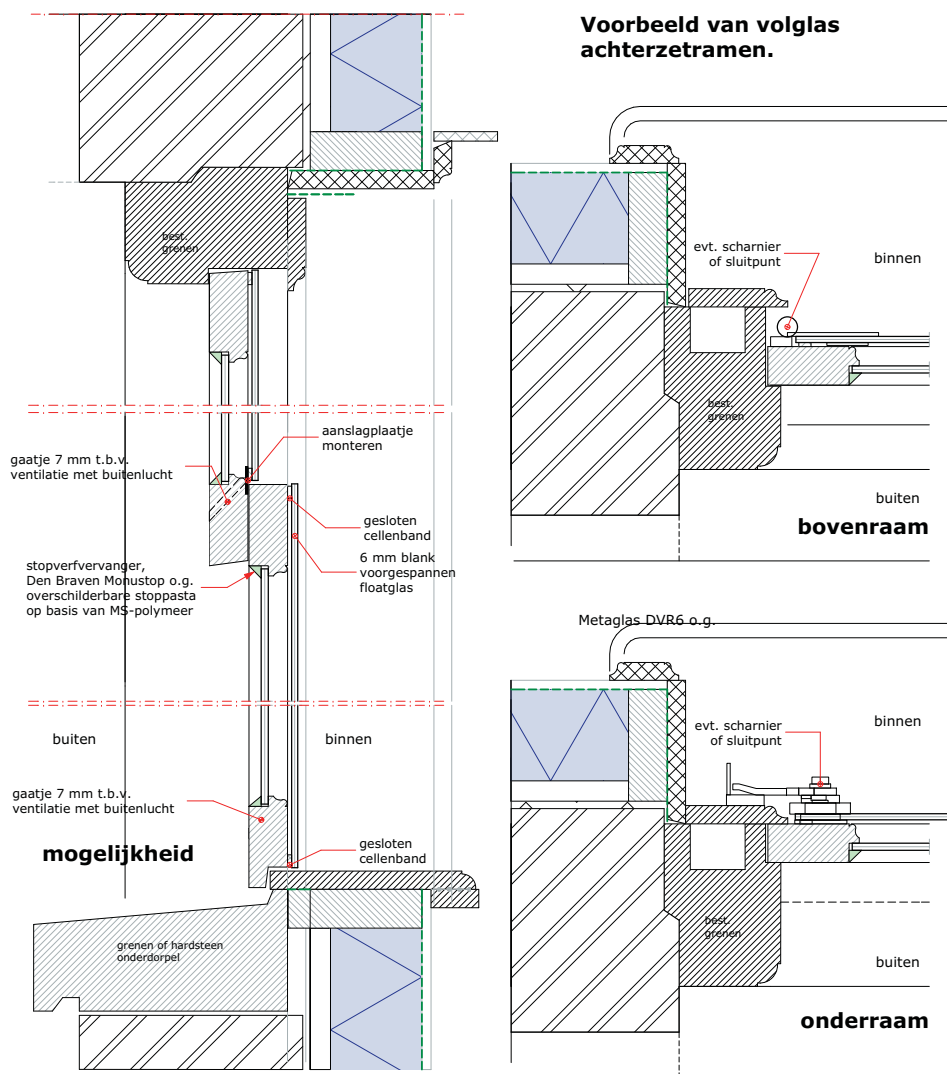 Voorbeeld van volglas
achterzetramen.
best.
grenen
aanslagplaatje
monteren
gaatje 7 mm t.b.v.
ventilatie met buitenlucht
gesloten
cellenband
6 mm blank
voorgespannen
floatglas
stopverfvervanger,
Den Braven Monustop o.g.
overschilderbare stoppasta
op basis van MS-polymeer
buiten
binnen
gaatje 7 mm t.b.v.
ventilatie met buitenlucht
mogelijkheid
gesloten
cellenband
grenen of hardsteen
onderdorpel
evt. scharnier
of sluitpunt
binnen
best.
grenen
buiten
bovenraam
Metaglas DVR6 o.g.
evt. scharnier
of sluitpunt
binnen
best.
grenen
buiten
onderraam